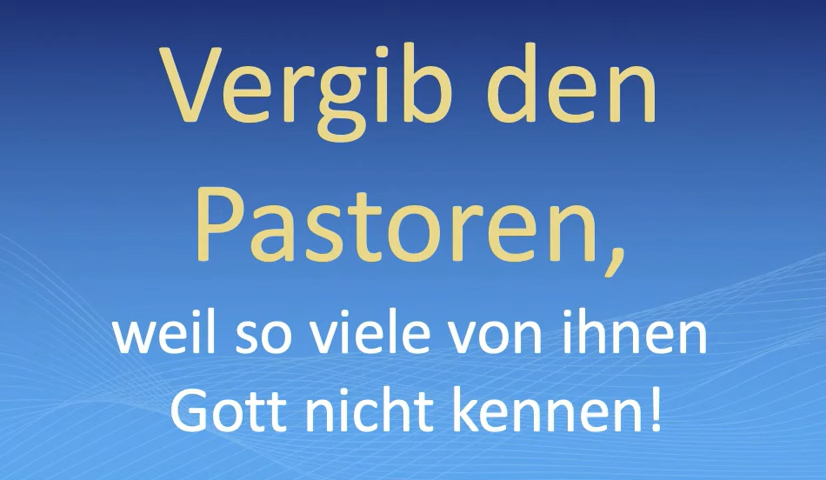 Vergib den
Pastoren,
weil so viele von ihnen
Gott nicht kennen!